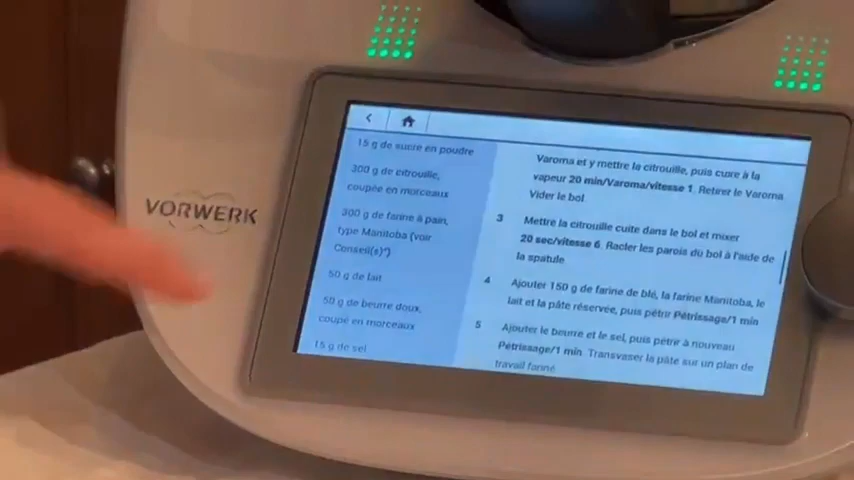 VORWERK
15 g de sucre en poudre
300 g de citrouille,
coupée en morceaux
300 g de farine à pain,
type Manitoba (voir
Conseil(s)*)
50 g de lait
50 g de beurre doux,
coupé en morceaux
15 g de sel
Varoma et y mettre la citrouille, puis cuire à la
vapeur 20 min/Varoma/vitesse 1. Retirer le Varoma
Vider le bol
3 Mettre la citrouille cuite dans le bol et mixer
20 sec/vitesse 6. Racler les parois du bol à l'aide de
la spatule
4 Ajouter 150 g de farine de blé, la farine Manitoba, le
lait et la pâte réservée, puis pétrir Pétrissage/1 min
5 Ajouter le beurre et le sel, puis pétrir à nouveau
Pétrissage/1 min. Transvaser la pâte sur un plan de
travail fariné